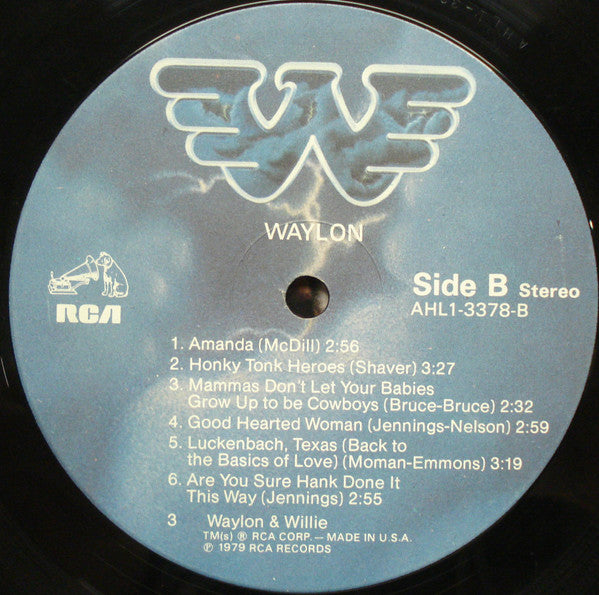 WAYLON
Side B Stereo
AHL1-3378-B
RCA
1. Amanda (McDill) 2:56
2. Honky Tonk Heroes (Shaver) 3:27
3. Mammas Don't Let Your Babies
Grow Up to be Cowboys (Bruce-Bruce) 2:32
4. Good Hearted Woman (Jennings-Nelson) 2:59
5. Luckenbach, Texas (Back to
the Basics of Love) (Moman-Emmons) 3:19
6. Are You Sure Hank Done It
This Way (Jennings) 2:55
3 Waylon & Willie
TM(s) ® RCA CORP. — MADE IN U.S.A.
℗ 1979 RCA RECORDS